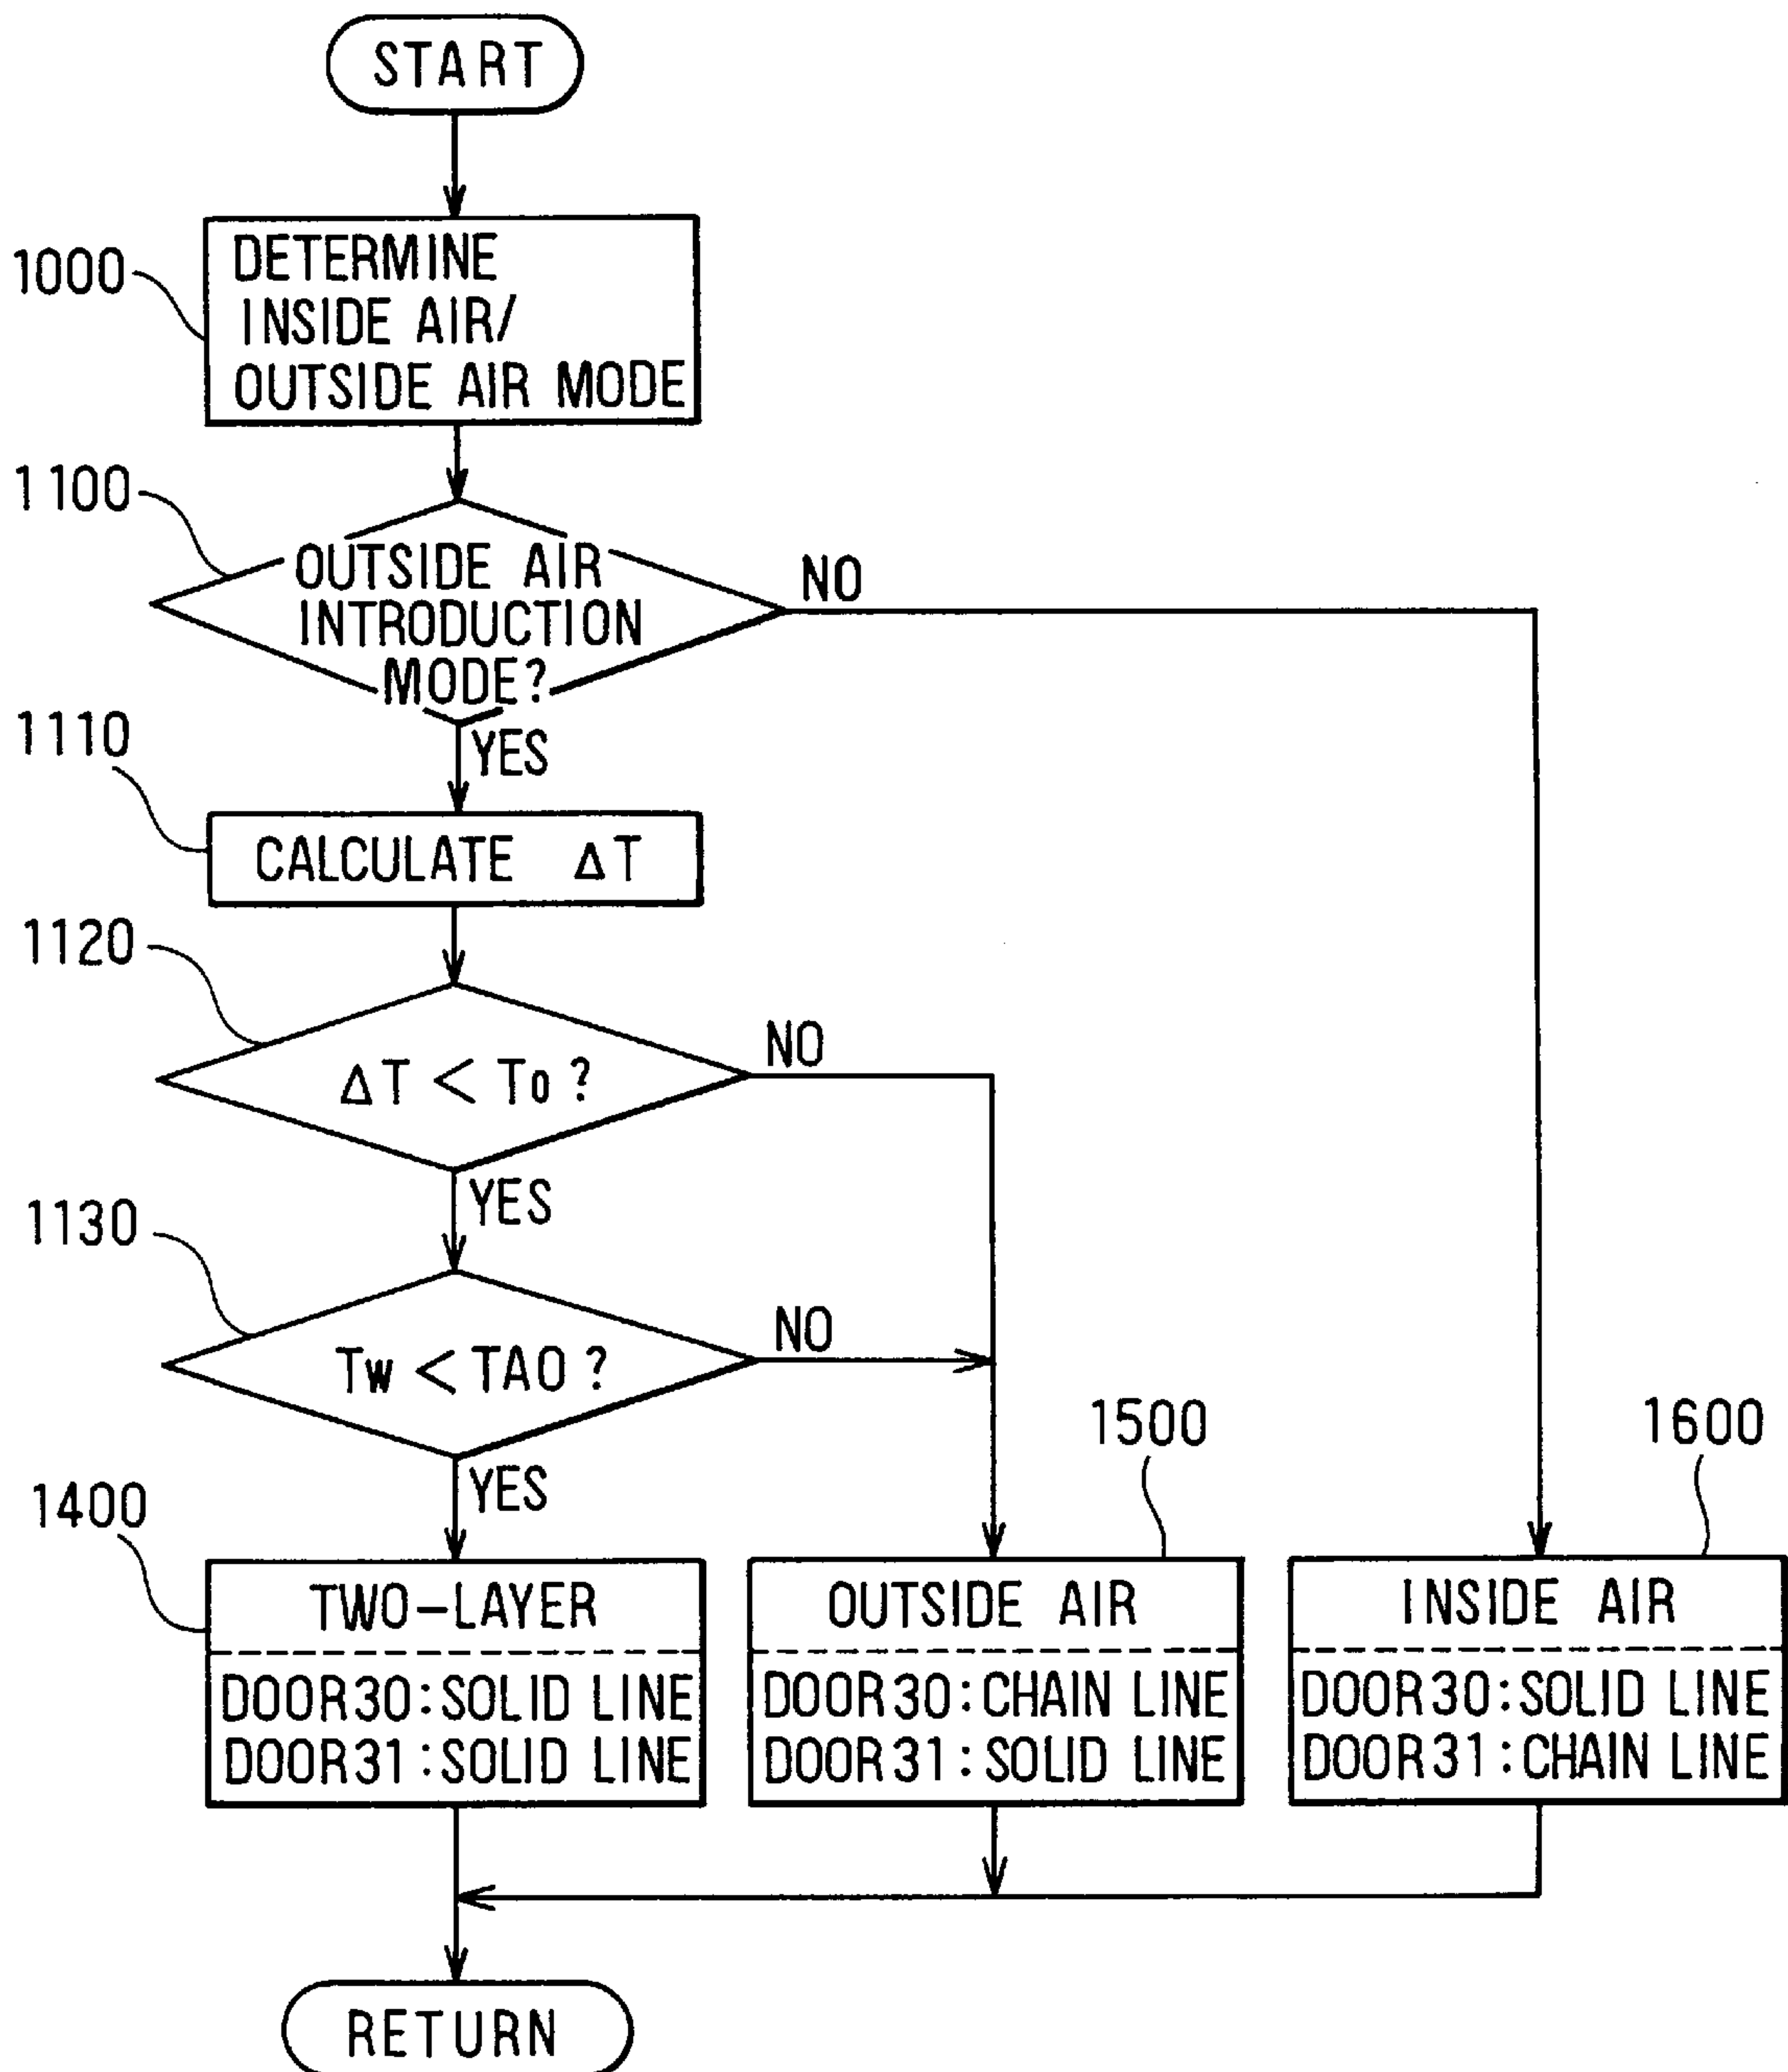 START
1000
DETERMINE
INSIDE AIR/
OUTSIDE AIR MODE
1100
OUTSIDE AIR
INTRODUCTION
MODE?
NO
YES
1110
CALCULATE ΔT
1120
ΔT < To ?
NO
YES
1130
Tw < TAO ?
NO
YES
1400
TWO-LAYER
DOOR30:SOLID LINE
DOOR31:SOLID LINE
1500
OUTSIDE AIR
DOOR30:CHAIN LINE
DOOR31:SOLID LINE
1600
INSIDE AIR
DOOR30:SOLID LINE
DOOR31:CHAIN LINE
RETURN